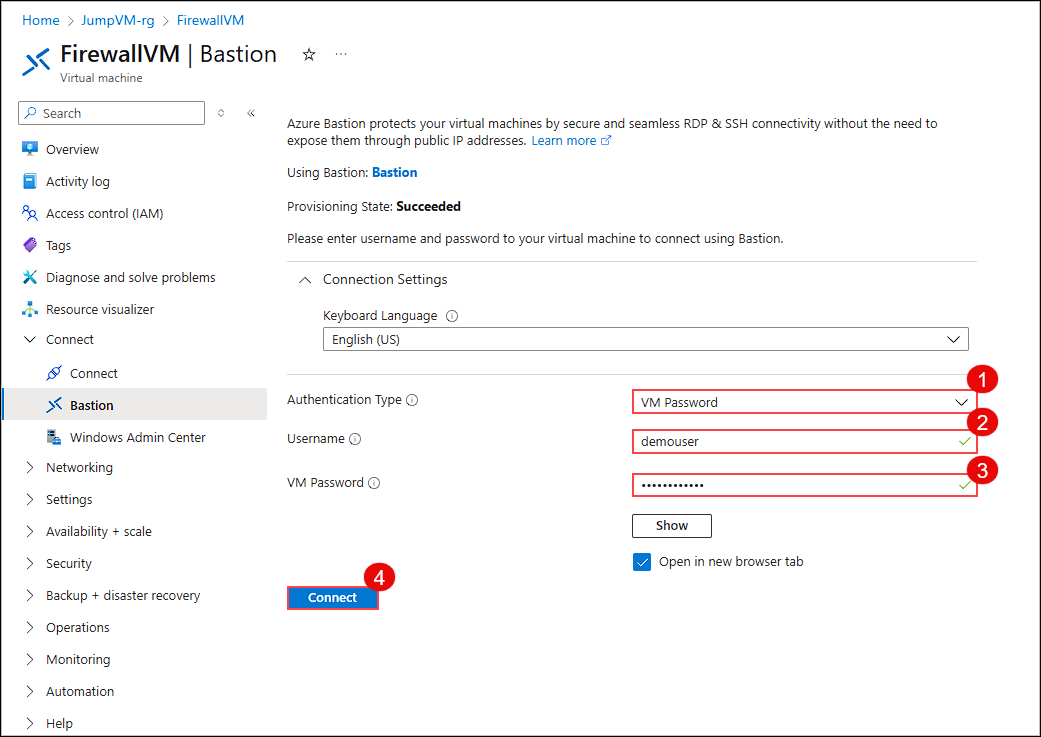 Home > JumpVM-rg > FirewallVM
FirewallVM | Bastion
Virtual machine
Search
Overview
Activity log
Access control (IAM)
Tags
Diagnose and solve problems
Resource visualizer
Connect
Connect
Bastion
Windows Admin Center
Networking
Settings
Availability + scale
Security
Backup + disaster recovery
Operations
Monitoring
Automation
Help
Azure Bastion protects your virtual machines by secure and seamless RDP & SSH connectivity without the need to
expose them through public IP addresses. Learn more
Using Bastion: Bastion
Provisioning State: Succeeded
Please enter username and password to your virtual machine to connect using Bastion.
Connection Settings
Keyboard Language
English (US)
Authentication Type
VM Password
1
Username
demouser
2
VM Password
••••••••••••
3
Show
Open in new browser tab
Connect
4